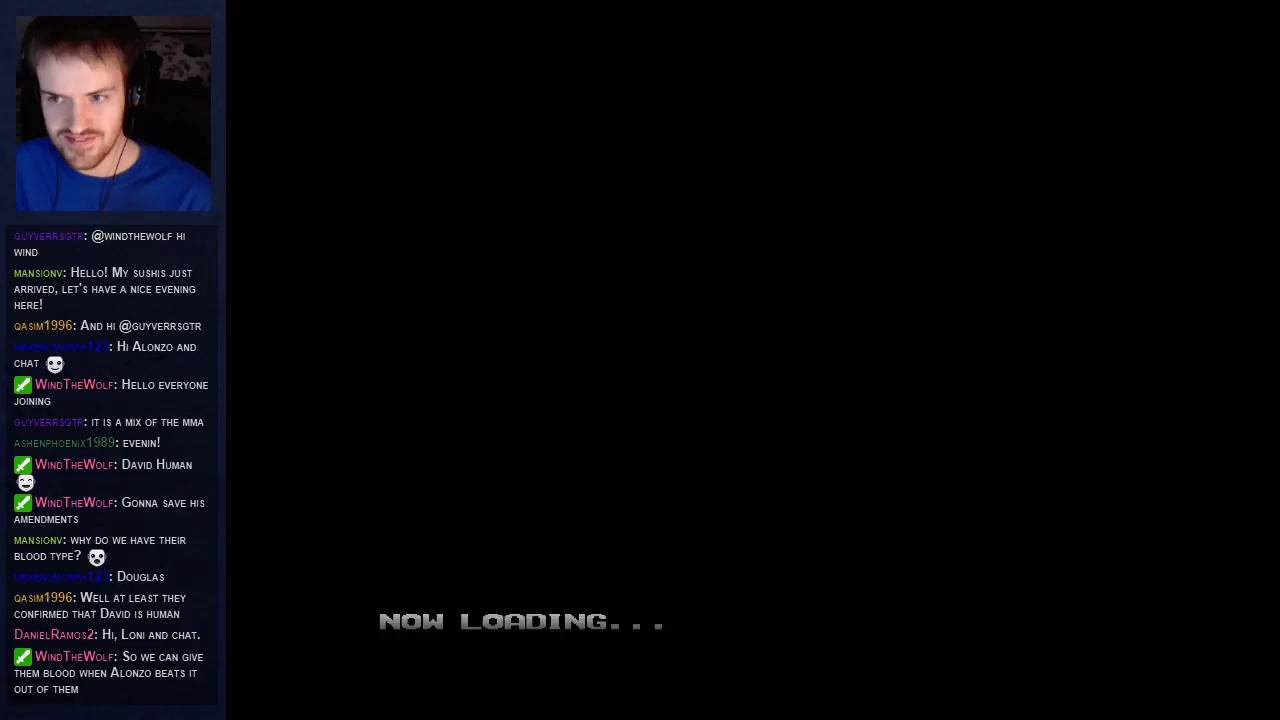 GUYVERRSGTR: @WINDTHEWOLF HI
WIND
MANSIONV: HELLO! MY SUSHIS JUST
ARRIVED, LET'S HAVE A NICE EVENING
HERE!
QASIM1996: AND HI @GUYVERRSGTR
: HI ALONZO AND
CHAT
WINDTHEWOLF: HELLO EVERYONE
JOINING
GUYVERRSGTR: IT IS A MIX OF THE MMA
ASHENPHOENIX1989: EVENIN!
WINDTHEWOLF: DAVID HUMAN
WINDTHEWOLF: GONNA SAVE HIS
AMENDMENTS
MANSIONV: WHY DO WE HAVE THEIR
BLOOD TYPE?
: DOUGLAS
QASIM1996: WELL AT LEAST THEY
CONFIRMED THAT DAVID IS HUMAN
DANIELRAMOS2: HI, LONI AND CHAT.
WINDTHEWOLF: SO WE CAN GIVE
THEM BLOOD WHEN ALONZO BEATS IT
OUT OF THEM
NOW LOADING...